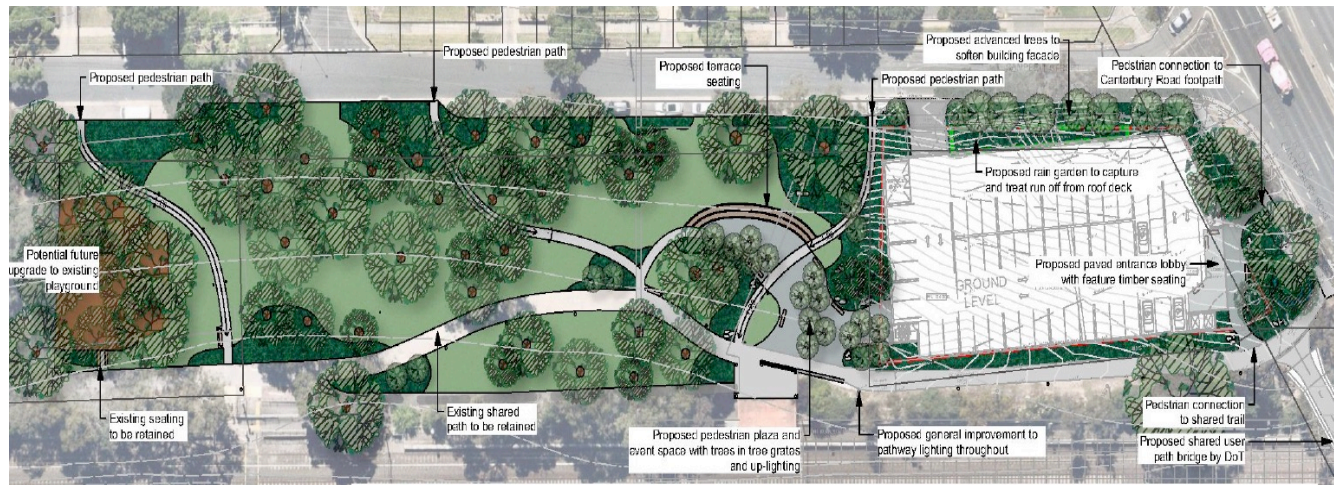 Proposed pedestrian path
Proposed pedestrian path
Proposed terrace
seating
Proposed advanced trees to
soften building facade
Proposed pedestrian path
Pedstrian connection to
Canterbury Road footpath
Proposed rain garden to capture
and treat run off from roof deck
Potential future
upgrade to existing
playground
Proposed paved entrance lobby
with feature timber seating
GROUND
LEVEL
Existing seating
to be retained
Existing shared
path to be retained
Proposed pedestrian plaza and
event space with trees in tree grates
and up-lighting
Proposed general improvement to
pathway lighting throughout
Pedstrian connection
to shared trail
Proposed shared user
path bridge by DoT